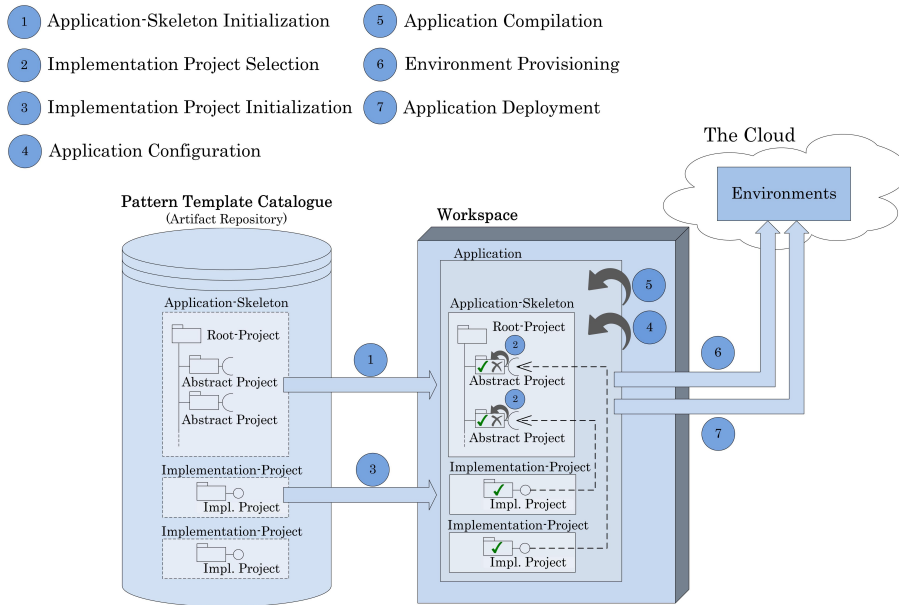 1 Application-Skeleton Initialization
2 Implementation Project Selection
3 Implementation Project Initialization
4 Application Configuration
5 Application Compilation
6 Environment Provisioning
7 Application Deployment
The Cloud
Environments
Pattern Template Catalogue
(Artifact Repository)
Application-Skeleton
Root-Project
Abstract Project
Abstract Project
Implementation-Project
Impl. Project
Implementation-Project
Impl. Project
1
3
Workspace
Application
5
4
Application-Skeleton
Root-Project
2
Abstract Project
2
Abstract Project
Implementation-Project
Impl. Project
Implementation-Project
Impl. Project
6
7